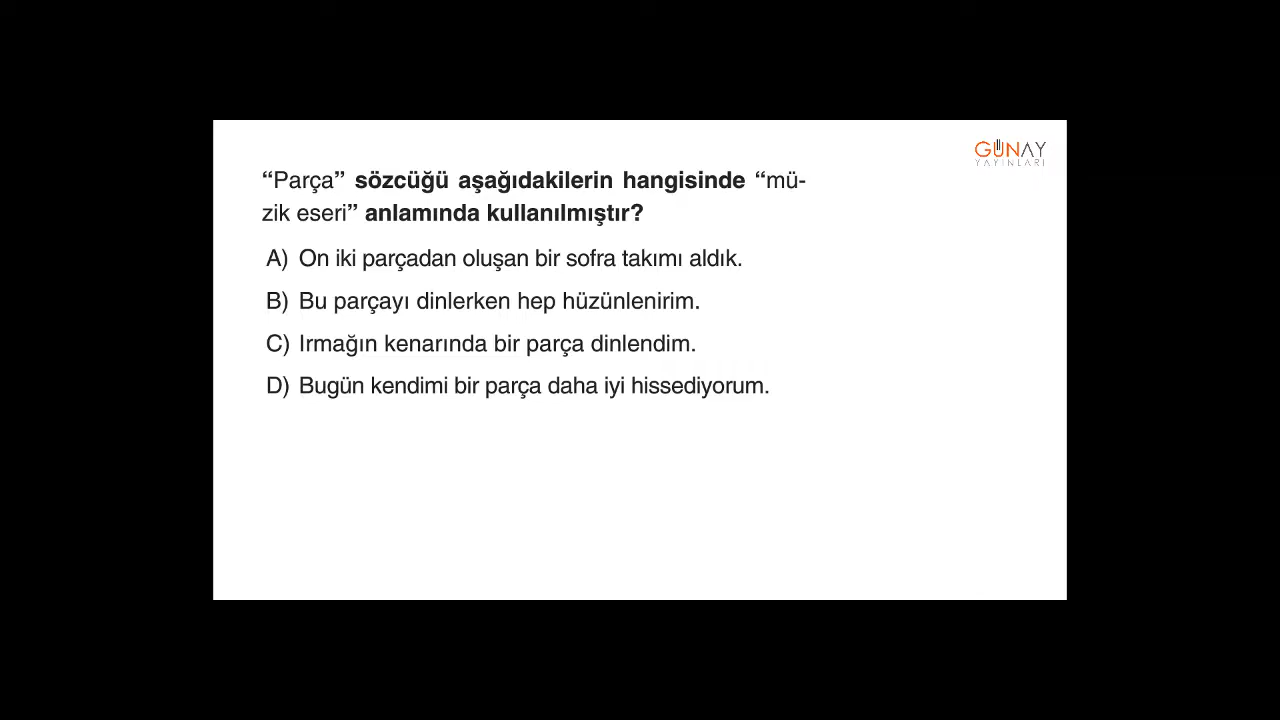 GÜNAY
YAYINLARI
“Parça” sözcüğü aşağıdakilerin hangisinde “mü-
zik eseri” anlamında kullanılmıştır?
A) On iki parçadan oluşan bir sofra takımı aldık.
B) Bu parçayı dinlerken hep hüzünlenirim.
C) Irmağın kenarında bir parça dinlendim.
D) Bugün kendimi bir parça daha iyi hissediyorum.